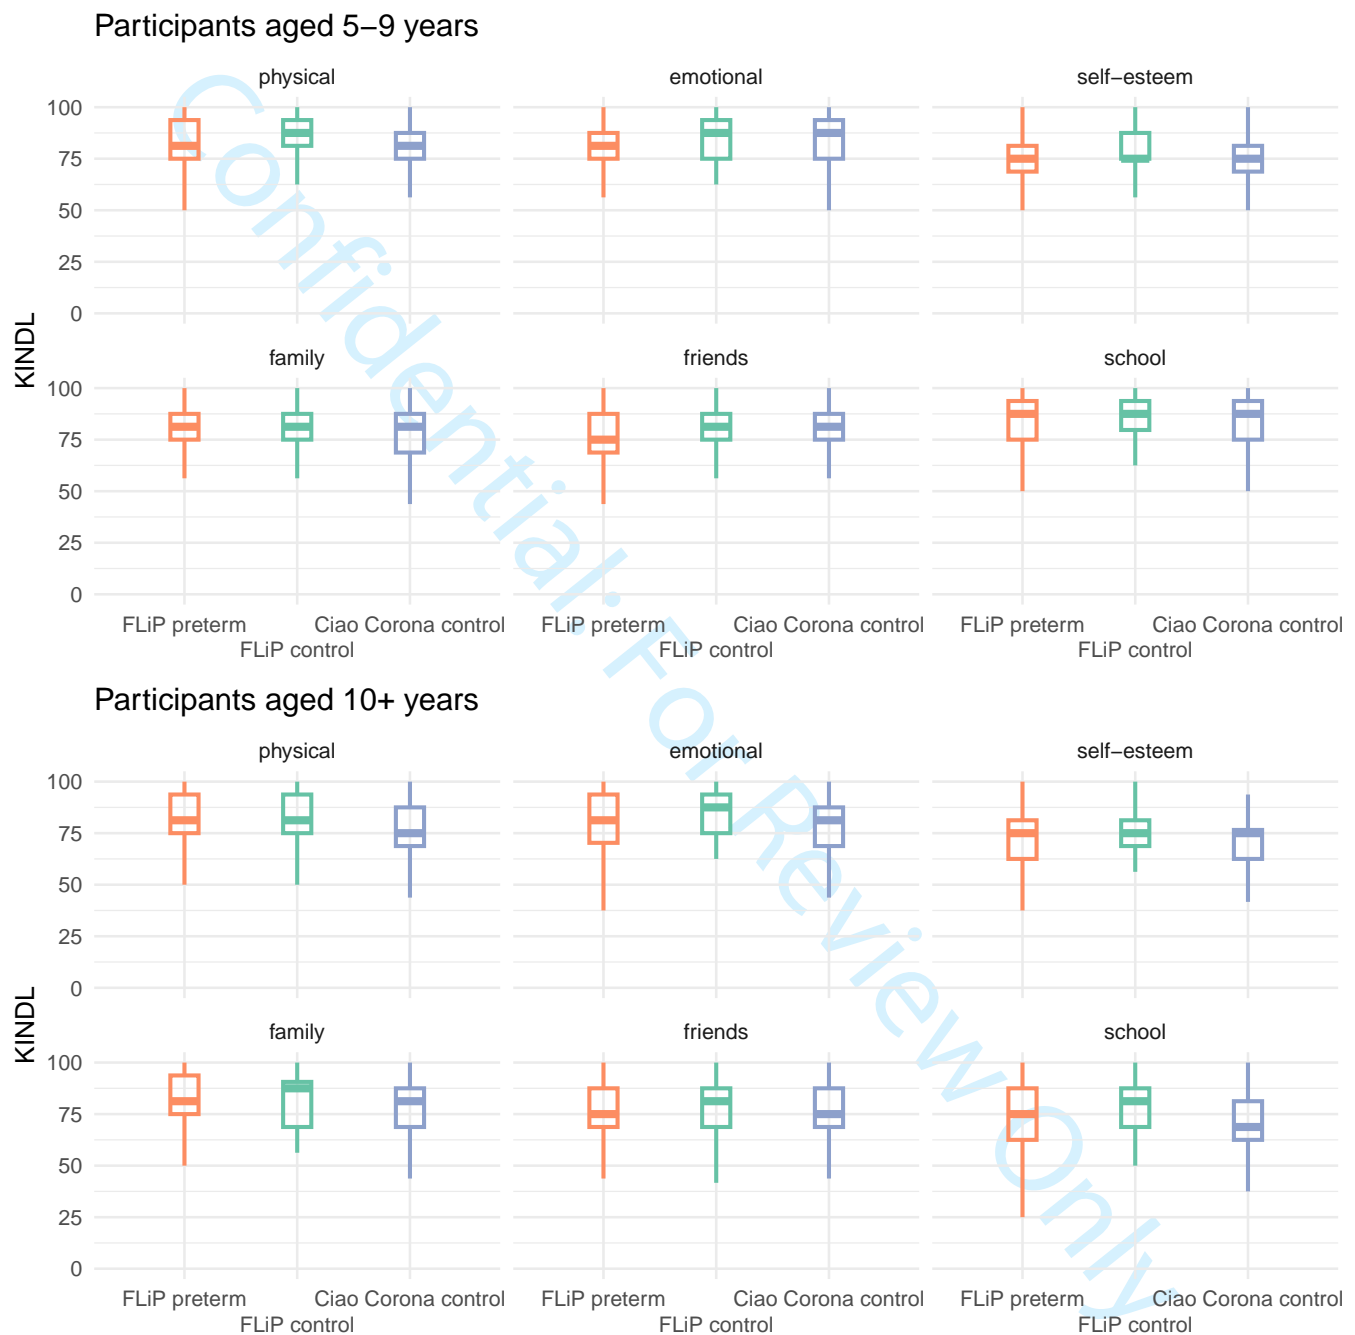 Participants aged 5−9 years
physical emotional self−esteem
100
75
50
25
0
KINDL
family friends school
100
75
50
25
0
FLiP preterm Ciao Corona control FLiP preterm Ciao Corona control FLiP preterm Ciao Corona control
FLiP control FLiP control FLiP control
Participants aged 10+ years
physical emotional self−esteem
100
75
50
25
0
KINDL
family friends school
100
75
50
25
0
FLiP preterm Ciao Corona control FLiP preterm Ciao Corona control FLiP preterm Ciao Corona control
FLiP control FLiP control FLiP control
Confidential: For Review Only